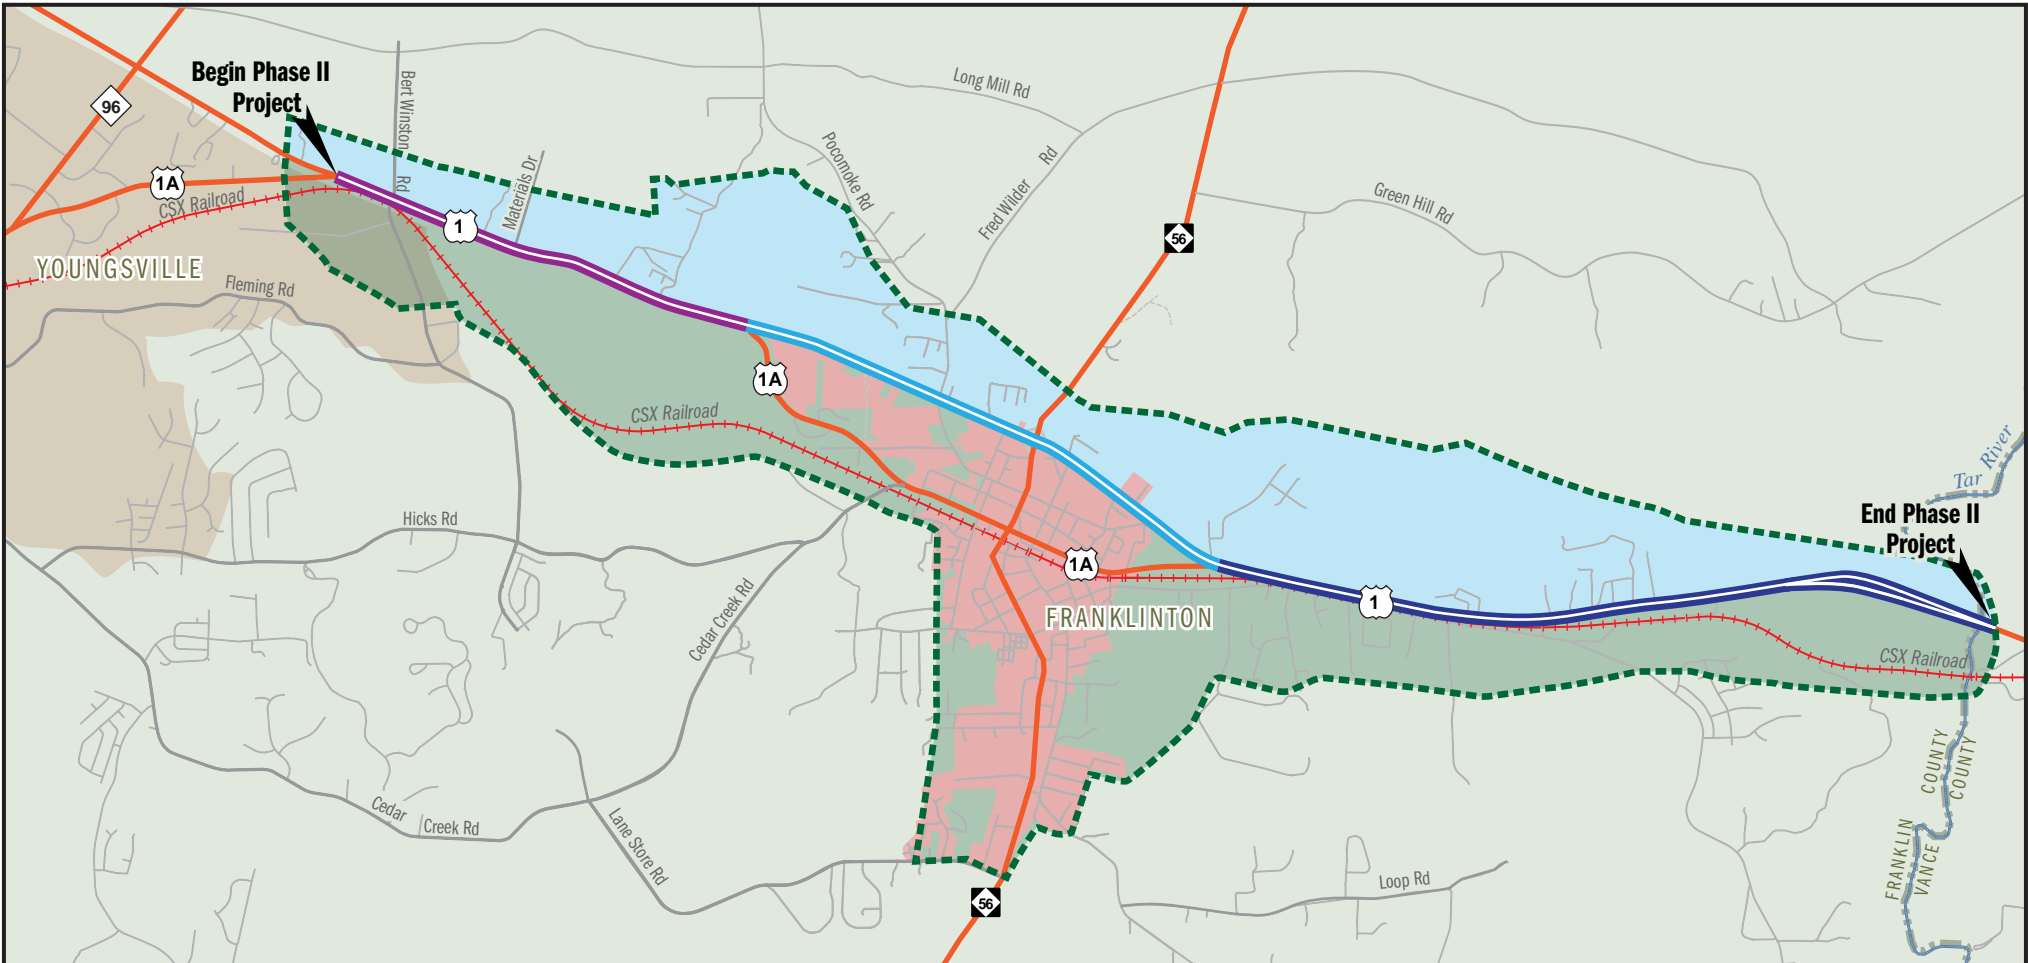 Begin Phase II
Project
96
Bert Winston
Rd
Long Mill Rd
Pocomoke Rd
Fred Wilder
Rd
Materials Dr
1A
CSX Railroad
1
Green Hill Rd
56
YOUNGSVILLE
Fleming Rd
1A
CSX Railroad
Tar
River
End Phase II
Project
Hicks Rd
1A
1
FRANKLINTON
Cedar Creek Rd
CSX Railroad
COUNTY
COUNTY
Cedar
Creek Rd
Lane Store Rd
FRANKLIN
VANCE
Loop Rd
56